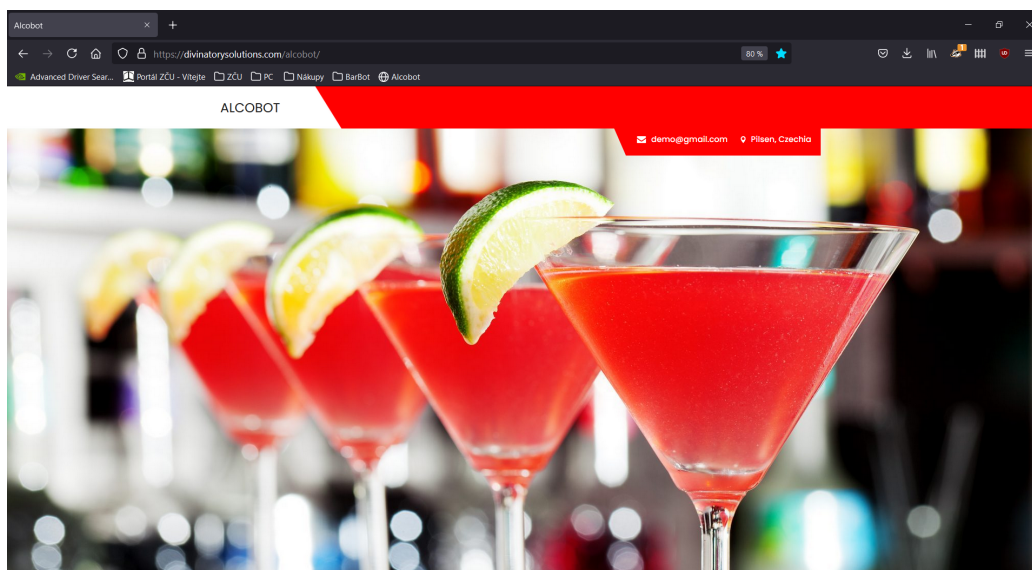 Alcobot
https://divinatorysolutions.com/alcobot/
80 %
Advanced Driver Sear... Portál ZČU - Vítejte ZČU PC Nákupy BarBot Alcobot
ALCOBOT
demo@gmail.com Pilsen, Czechia